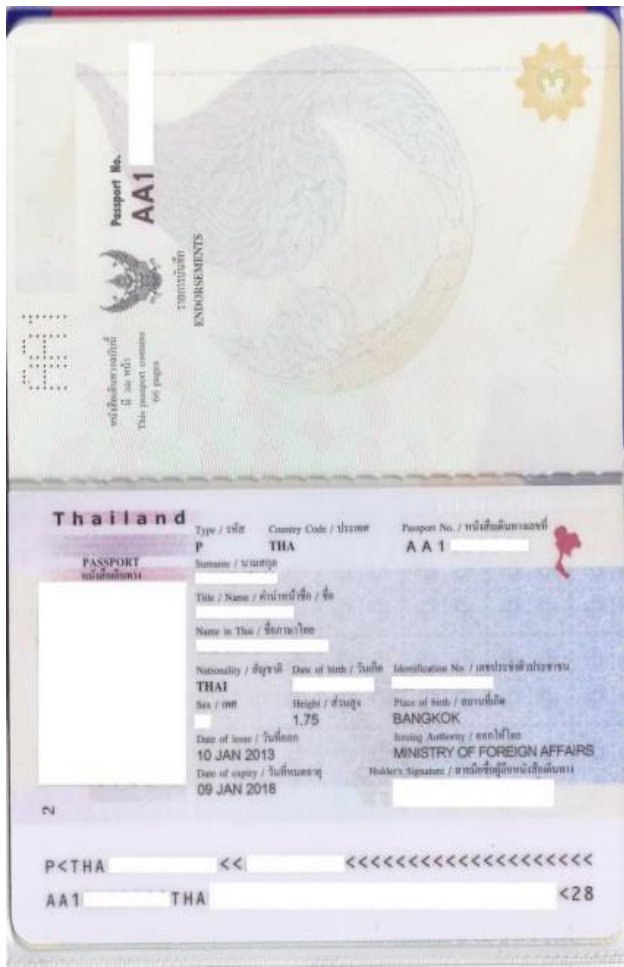 Passport No.
AA1
รายการบันทึก
ENDORSEMENTS
หนังสือเดินทางฉบับนี้
มี ๖๖ หน้า
This passport contains
66 pages
3
Thailand
PASSPORT
หนังสือเดินทาง
Type / รหัส Country Code / ประเทศ Passport No. / หนังสือเดินทางเลขที่
P THA AA1
Surname / นามสกุล
Title / Name / คำนำหน้าชื่อ / ชื่อ
Name in Thai / ชื่อภาษาไทย
Nationality / สัญชาติ Date of birth / วันเกิด Identification No. / เลขประจำตัวประชาชน
THAI
Sex / เพศ Height / ส่วนสูง Place of birth / สถานที่เกิด
1.75 BANGKOK
Date of issue / วันที่ออก Issuing Authority / ออกให้โดย
10 JAN 2013 MINISTRY OF FOREIGN AFFAIRS
Date of expiry / วันที่หมดอายุ Holder's Signature / ลายมือชื่อผู้ถือหนังสือเดินทาง
09 JAN 2018
2
P<THA << <<<<<<<<<<<<<<<<<<<<<
AA1 THA <28